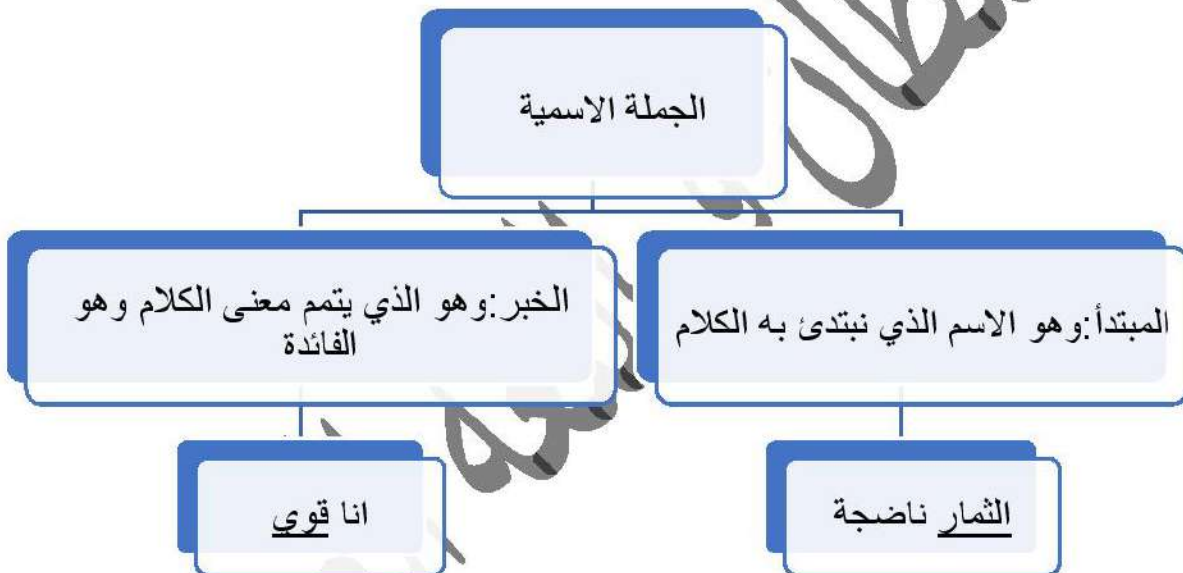 الجملة الاسمية
المبتدأ:وهو الاسم الذي نبتدئ به الكلام
الخبر:وهو الذي يتمم معنى الكلام وهو
الفائدة
الثمار ناضجة
انا قوي